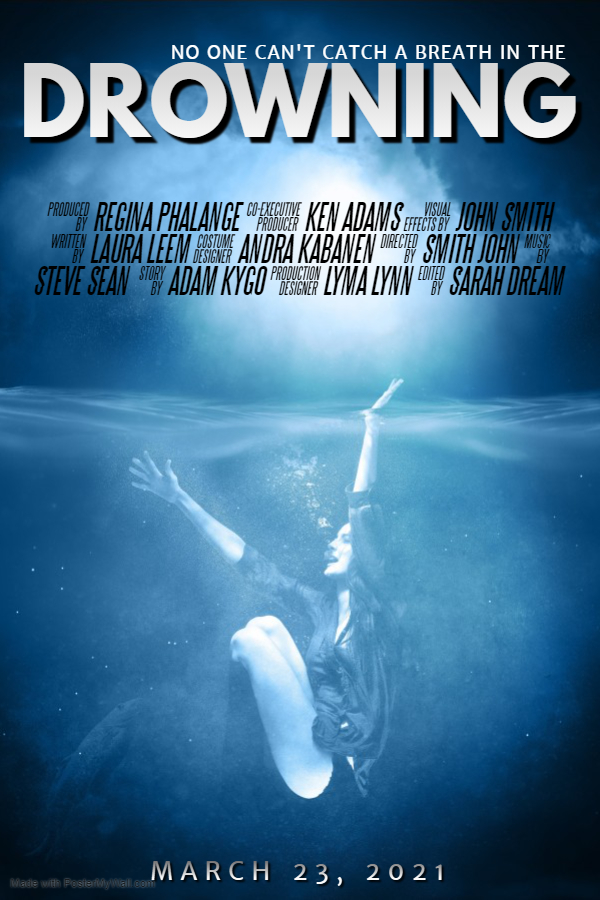 NO ONE CAN'T CATCH A BREATH IN THE
DROWNING
PRODUCED BY REGINA PHALANGE CO-EXECUTIVE PRODUCER KEN ADAMS VISUAL EFFECTS BY JOHN SMITH
WRITTEN BY LAURA LEEM COSTUME DESIGNER ANDRA KABANEN DIRECTED BY SMITH JOHN MUSIC BY
STEVE SEAN STORY BY ADAM KYGO PRODUCTION DESIGNER LYMA LYNN EDITED BY SARAH DREAM
MARCH 23, 2021
Made with PosterMyWall.com